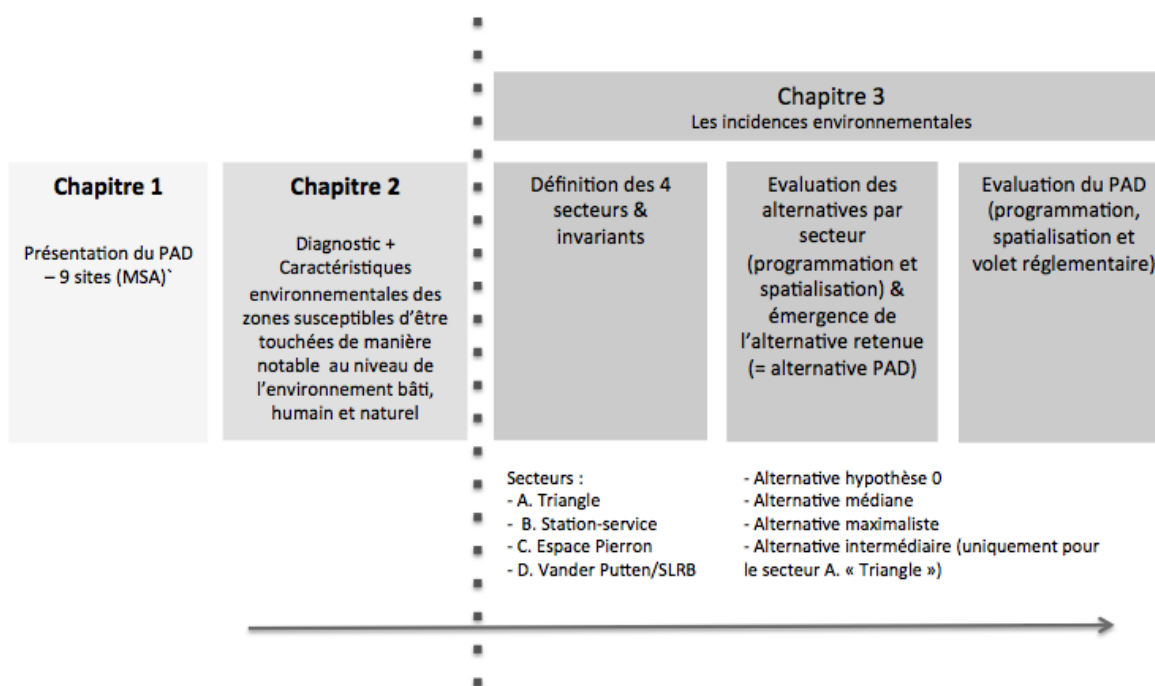 Chapitre 3
Les incidences environnementales
Chapitre 1
Présentation du PAD
– 9 sites (MSA)`
Chapitre 2
Diagnostic +
Caractéristiques
environnementales des
zones susceptibles d’être
touchées de manière
notable au niveau de
l’environnement bâti,
humain et naturel
Définition des 4
secteurs &
invariants
Evaluation des
alternatives par
secteur
(programmation et
spatialisation) &
émergence de
l’alternative retenue
(= alternative PAD)
Evaluation du PAD
(programmation,
spatialisation et
volet réglementaire)
Secteurs :
- A. Triangle
- B. Station-service
- C. Espace Pierron
- D. Vander Putten/SLRB
- Alternative hypothèse 0
- Alternative médiane
- Alternative maximaliste
- Alternative intermédiaire (uniquement pour
le secteur A. « Triangle »)